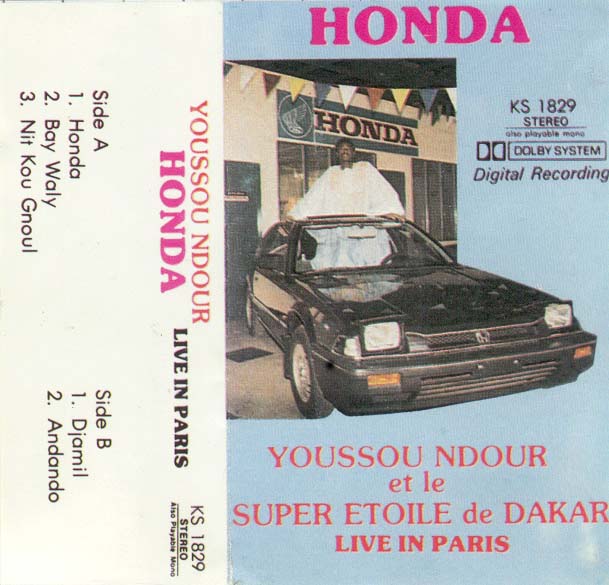 Side A
1. Honda
2. Bay Waly
3. Nit Kou Gnoul
Side B
1. Djamil
2. Andando
YOUSSOU NDOUR
HONDA
LIVE IN PARIS
KS 1829
STEREO
Also Playable Mono
HONDA
HONDA
KS 1829
STEREO
also playable mono
DOLBY SYSTEM
Digital Recording
YOUSSOU NDOUR
et le
SUPER ETOILE de DAKAR
LIVE IN PARIS